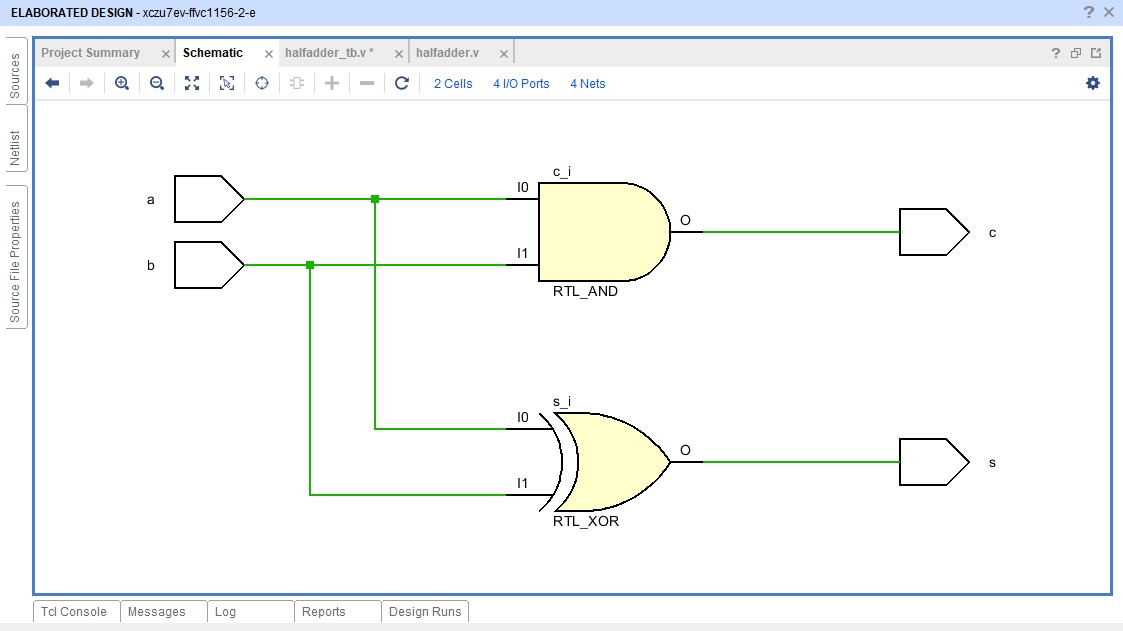 ELABORATED DESIGN - xczu7ev-ffvc1156-2-e
Sources
Netlist
Source File Properties
Project Summary
Schematic
halfadder_tb.v *
halfadder.v
2 Cells
4 I/O Ports
4 Nets
c_i
a
I0
O
c
b
I1
RTL_AND
s_i
I0
O
s
I1
RTL_XOR
Tcl Console
Messages
Log
Reports
Design Runs